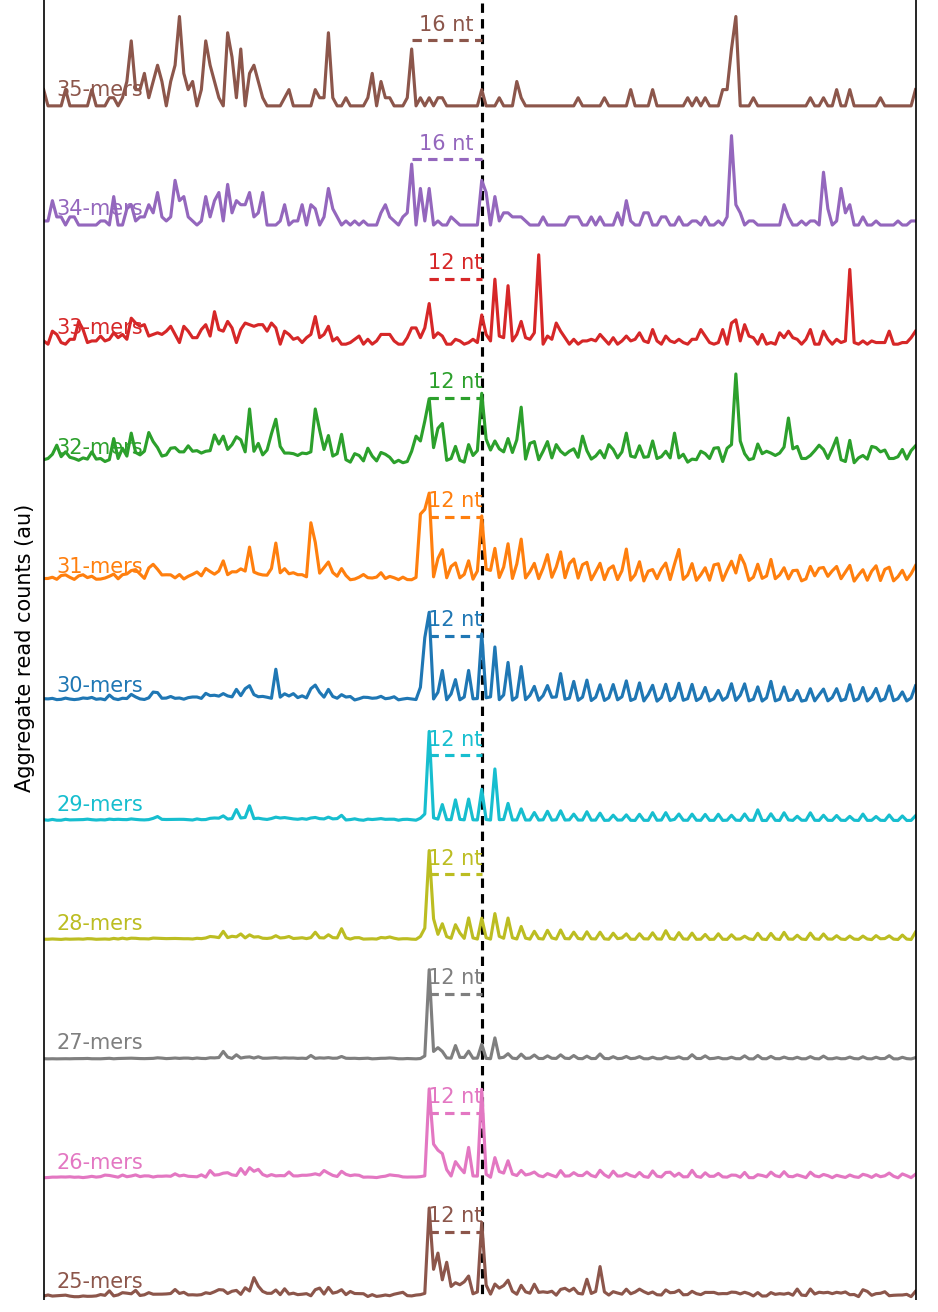 16 nt
35-mers
16 nt
34-mers
12 nt
33-mers
12 nt
32-mers
12 nt
31-mers
12 nt
30-mers
12 nt
29-mers
12 nt
28-mers
12 nt
27-mers
12 nt
26-mers
12 nt
25-mers
Aggregate read counts (au)